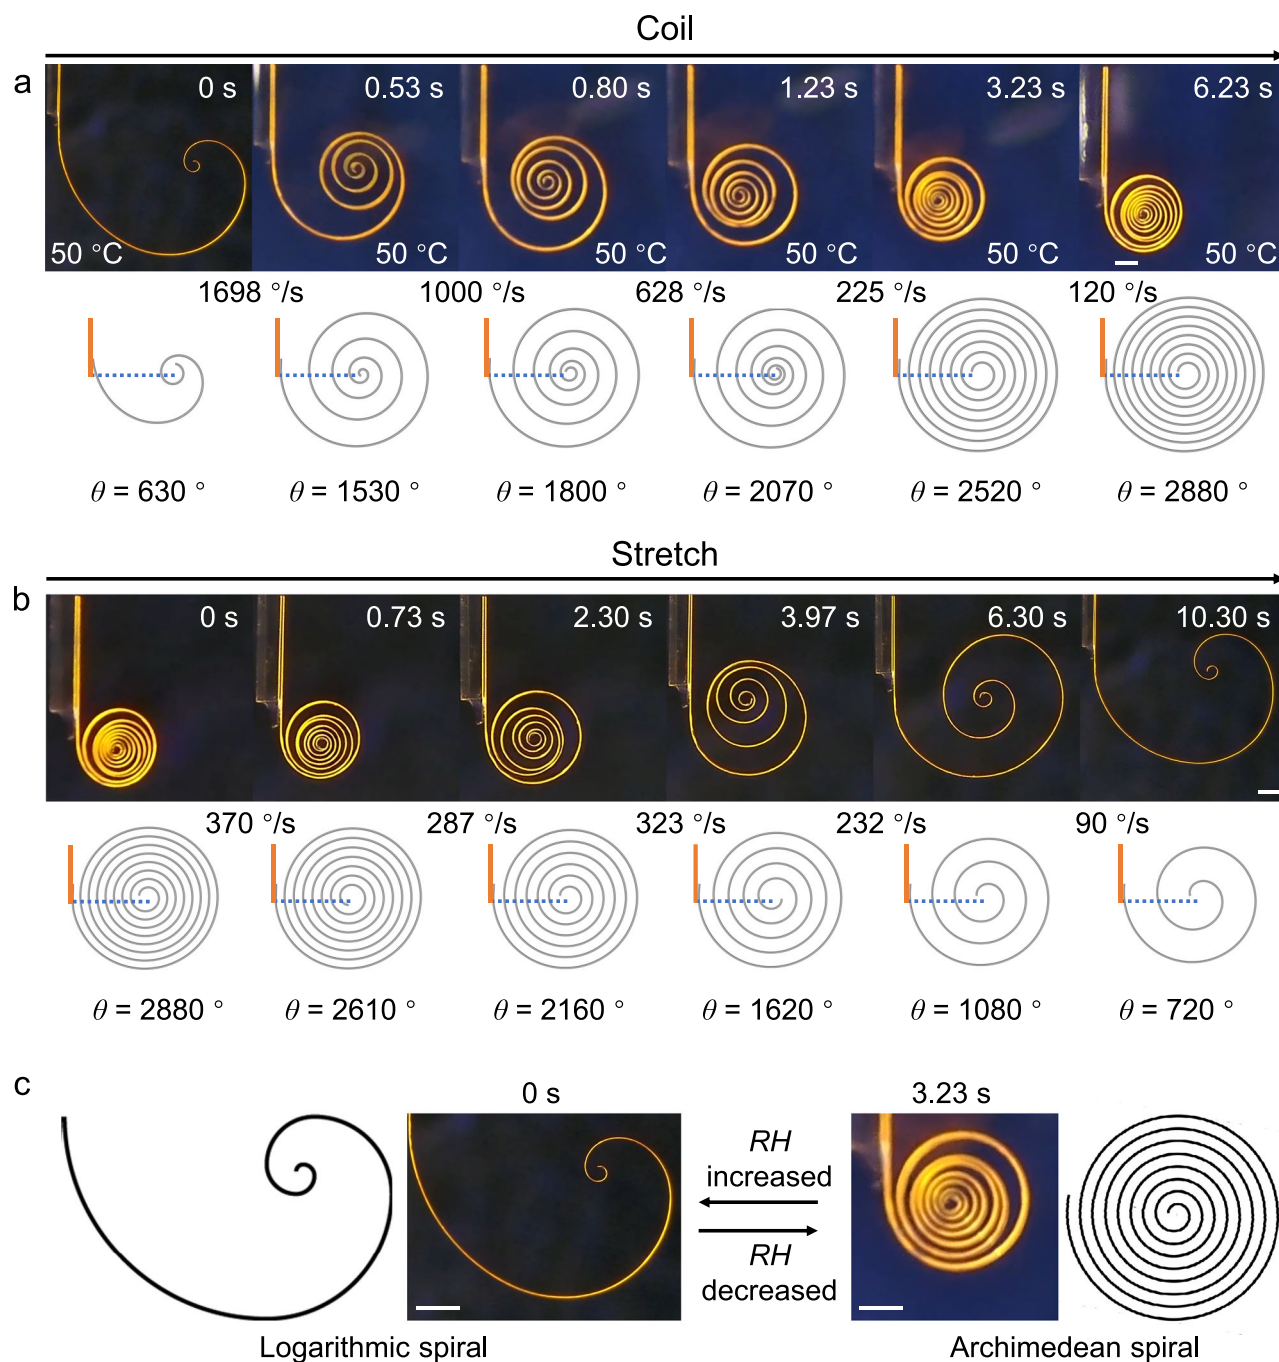 Coil
a
0 s
0.53 s
0.80 s
1.23 s
3.23 s
6.23 s
50 °C
50 °C
50 °C
50 °C
50 °C
50 °C
1698 °/s
1000 °/s
628 °/s
225 °/s
120 °/s
θ = 630 °
θ = 1530 °
θ = 1800 °
θ = 2070 °
θ = 2520 °
θ = 2880 °
Stretch
b
0 s
0.73 s
2.30 s
3.97 s
6.30 s
10.30 s
370 °/s
287 °/s
323 °/s
232 °/s
90 °/s
θ = 2880 °
θ = 2610 °
θ = 2160 °
θ = 1620 °
θ = 1080 °
θ = 720 °
c
0 s
3.23 s
RH
increased
RH
decreased
Logarithmic spiral
Archimedean spiral